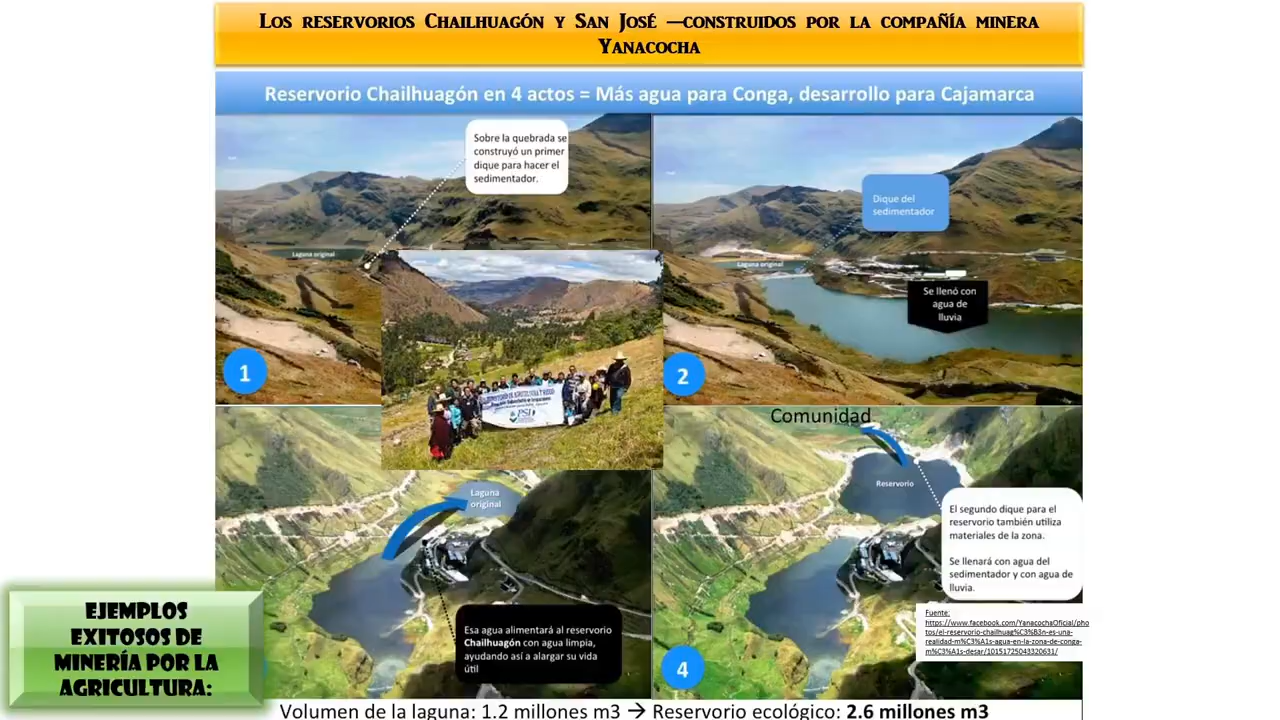 Los reservorios Chailhuagón y San José —construidos por la compañía minera
Yanacocha
Reservorio Chailhuagón en 4 actos = Más agua para Conga, desarrollo para Cajamarca
Sobre la quebrada se
construyó un primer
dique para hacer el
sedimentador.
Laguna original
1
Dique del
sedimentador
Laguna original
Se llenó con
agua de
lluvia
2
PSI
Laguna
original
Esa agua alimentará al reservorio
Chailhuagón con agua limpia,
ayudando así a alargar su vida
útil
Comunidad
Reservorio
El segundo dique para el
reservorio también utiliza
materiales de la zona.
Se llenará con agua del
sedimentador y con agua de
lluvia.
4
Fuente:
https://www.facebook.com/YanacochaOficial/pho
tos/el-reservorio-chailhuag%C3%B3n-es-una-
realidad-m%C3%A1s-agua-en-la-zona-de-conga-
m%C3%A1s-desar/10151725043320631/
EJEMPLOS
EXITOSOS DE
MINERÍA POR LA
AGRICULTURA:
Volumen de la laguna: 1.2 millones m3 → Reservorio ecológico: 2.6 millones m3